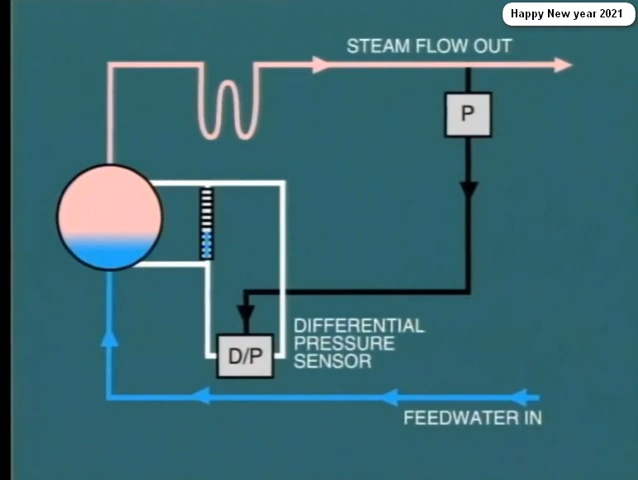 Happy New year 2021
STEAM FLOW OUT
P
DIFFERENTIAL
PRESSURE
SENSOR
D/P
FEEDWATER IN